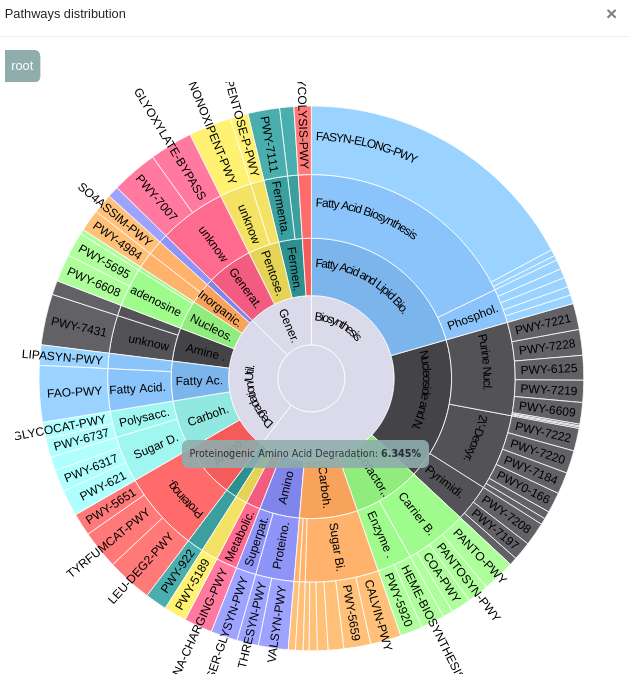 Pathways distribution
×
root
YCOLYSIS-PWY
FASYN-ELONG-PWY
Fatty Acid Biosynthesis
Fatty Acid and Lipid Bio.
Biosynthesis
Phosphol.
PWY-7221
PWY-7228
PWY-6125
PWY-7219
PWY-6609
Purine Nucl.
Nucleoside and N.
PWY-7222
PWY-7220
PWY-7184
PWY0-166
PWY-7208
PWY-7197
2'-Deoxyr.
Pyrimidi.
PANTO-PWY
PANTOSYN-PWY
COA-PWY
HEME-BIOSYNTHESIS
PWY-5920
Carrier B.
Enzyme .
actor.
CALVIN-PWY
PWY-5659
Sugar Bi.
Carboh.
VALSYN-PWY
THRESYN-PWY
SER-GLYSYN-PWY
NA-CHARGING-PWY
Proteino.
Superpat.
Metabolic.
Amino
PWY-5189
PWY-922
LEU-DEG2-PWY
TYRFUMCAT-PWY
PWY-5651
Proteinog.
Proteinogenic Amino Acid Degradation: 6.345%
PWY-621
PWY-6317
PWY-6737
GLYCOCAT-PWY
Sugar D.
Polysacc.
Carboh.
FAO-PWY
LIPASYN-PWY
Fatty Acid.
Fatty Ac.
Degradation/Uti.
PWY-7431
unknow
Amine .
PWY-6608
PWY-5695
adenosine
Nucleos.
PWY-4984
SO4ASSIM-PWY
Inorganic.
PWY-7007
GLYOXYLATE-BYPASS
unknow
Generat.
NONOXIPENT-PWY
PENTOSE-P-PWY
unknow
Pentose.
PWY-7111
Fermenta.
Fermen.
Gener.